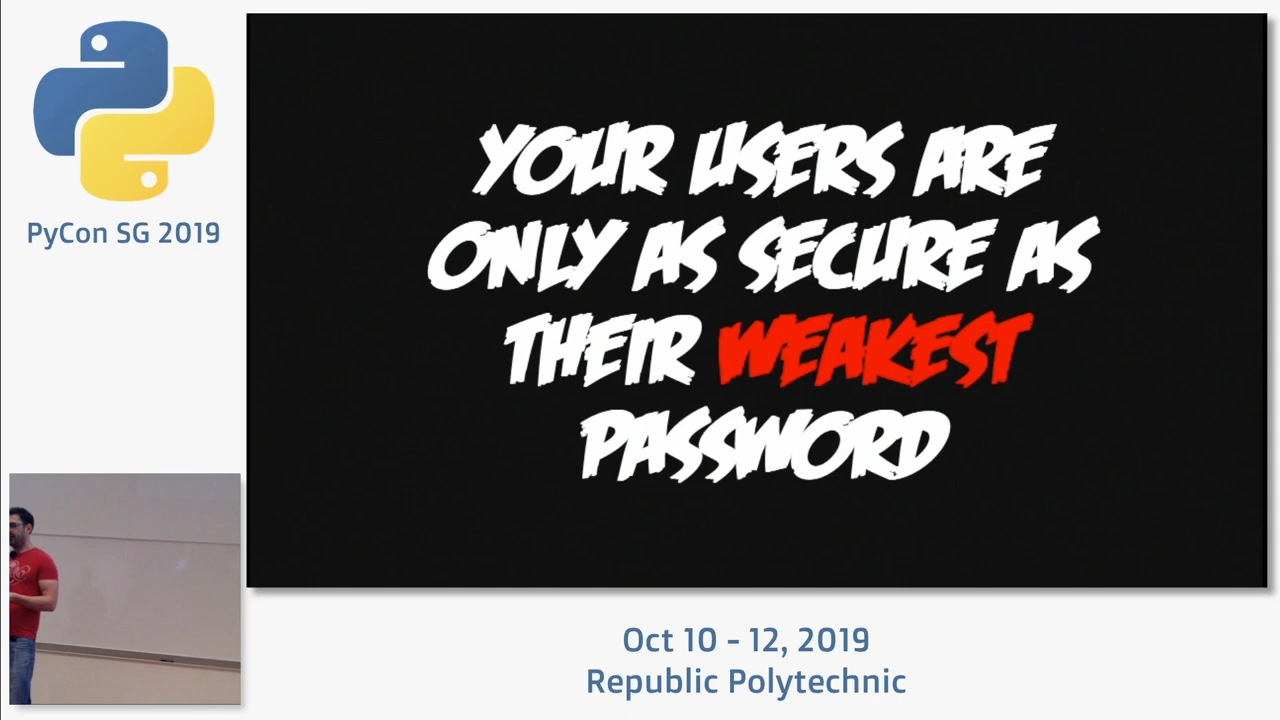 PyCon SG 2019
YOUR USERS ARE
ONLY AS SECURE AS
THEIR WEAKEST
PASSWORD
Oct 10 - 12, 2019
Republic Polytechnic